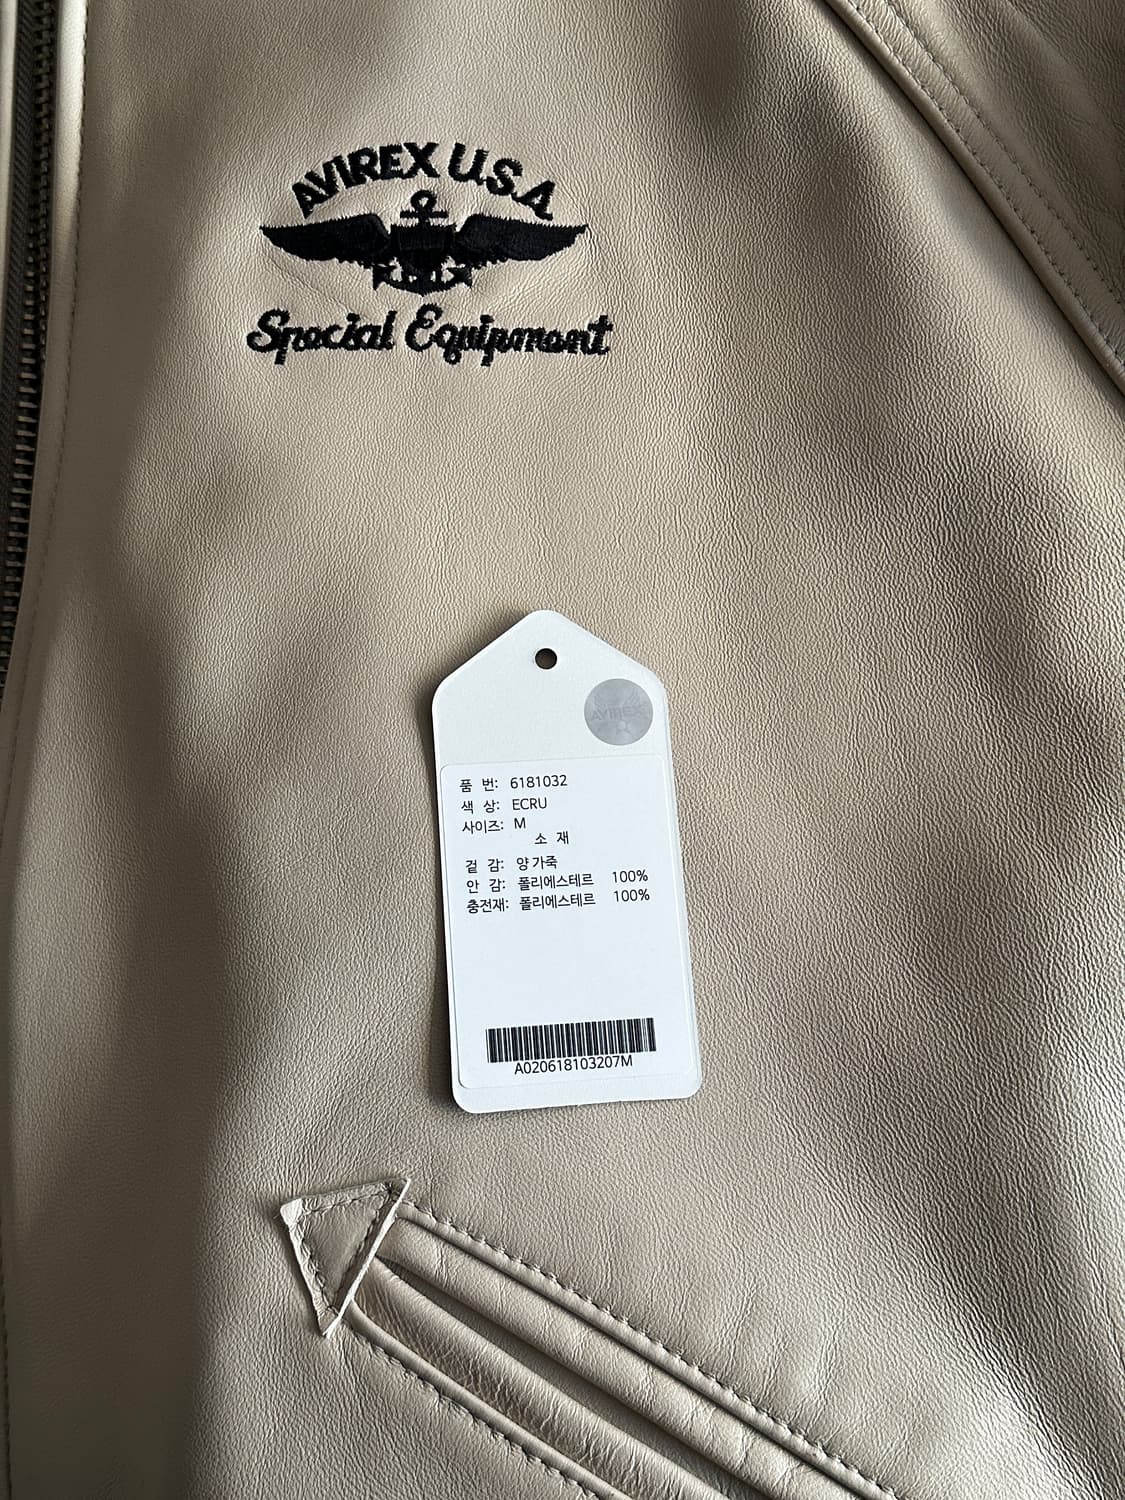 AVIREX U.S.A.
Special Equipment
AVIREX
품 번: 6181032
색 상: ECRU
사이즈: M
소 재
겉 감: 양 가죽
안 감: 폴리에스테르 100%
충전재: 폴리에스테르 100%
A020618103207M